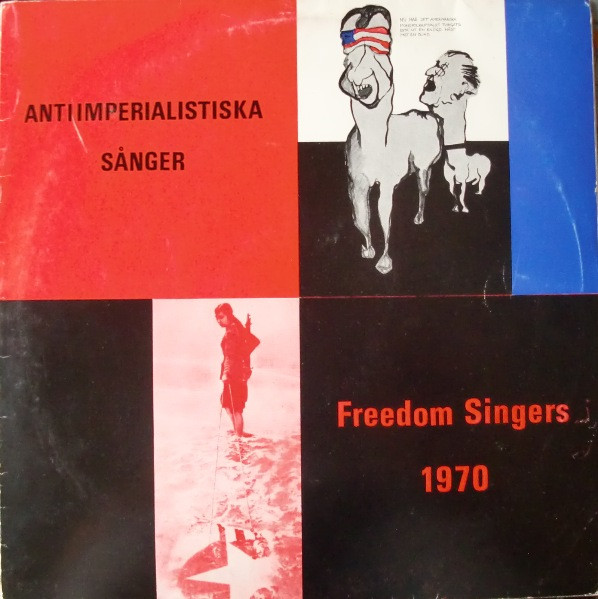 ANTIIMPERIALISTISKA
SÅNGER
Freedom Singers
1970